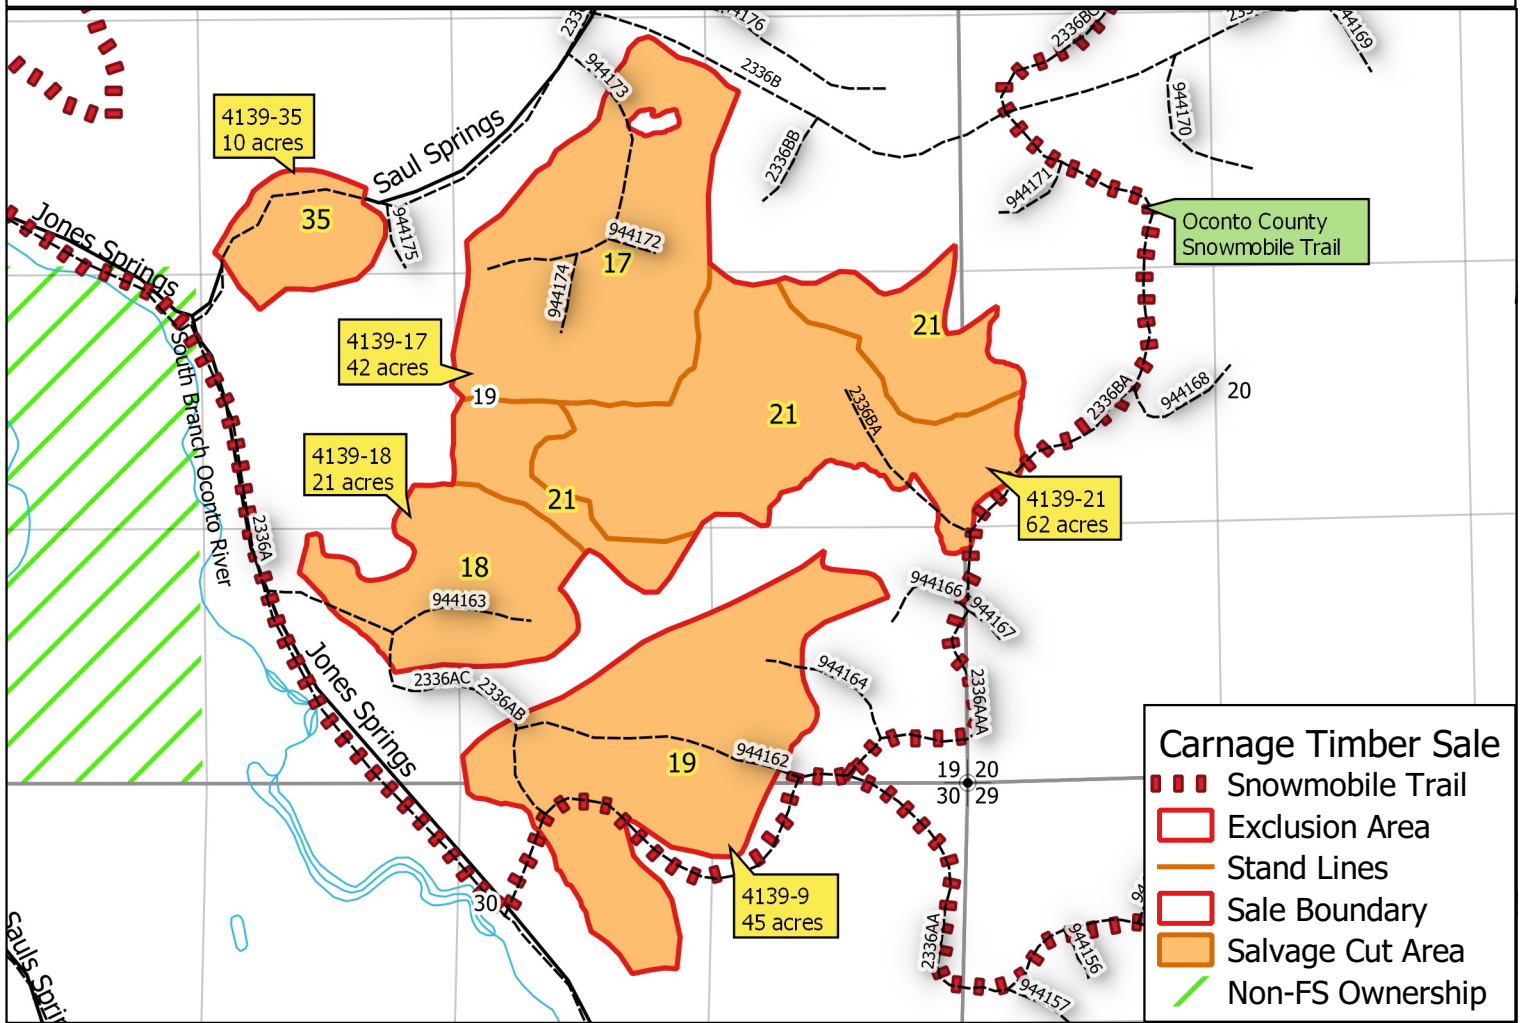 944176
2336BC
944169
2336B
944173
944170
2336BB
4139-35
10 acres
Saul Springs
944171
35
Jones Springs
944175
944172
17
Oconto County
Snowmobile Trail
944174
21
4139-17
42 acres
19
2336BA
944168
20
21
2336BA
South Branch Oconto River
4139-18
21 acres
21
4139-21
62 acres
2336A
18
944163
944166
944167
Jones Springs
2336AC
2336AB
944164
2336AAA
944162
19
19 20
30 29
30
4139-9
45 acres
2336AA
944156
944157
Carnage Timber Sale
Snowmobile Trail
Exclusion Area
Stand Lines
Sale Boundary
Salvage Cut Area
Non-FS Ownership